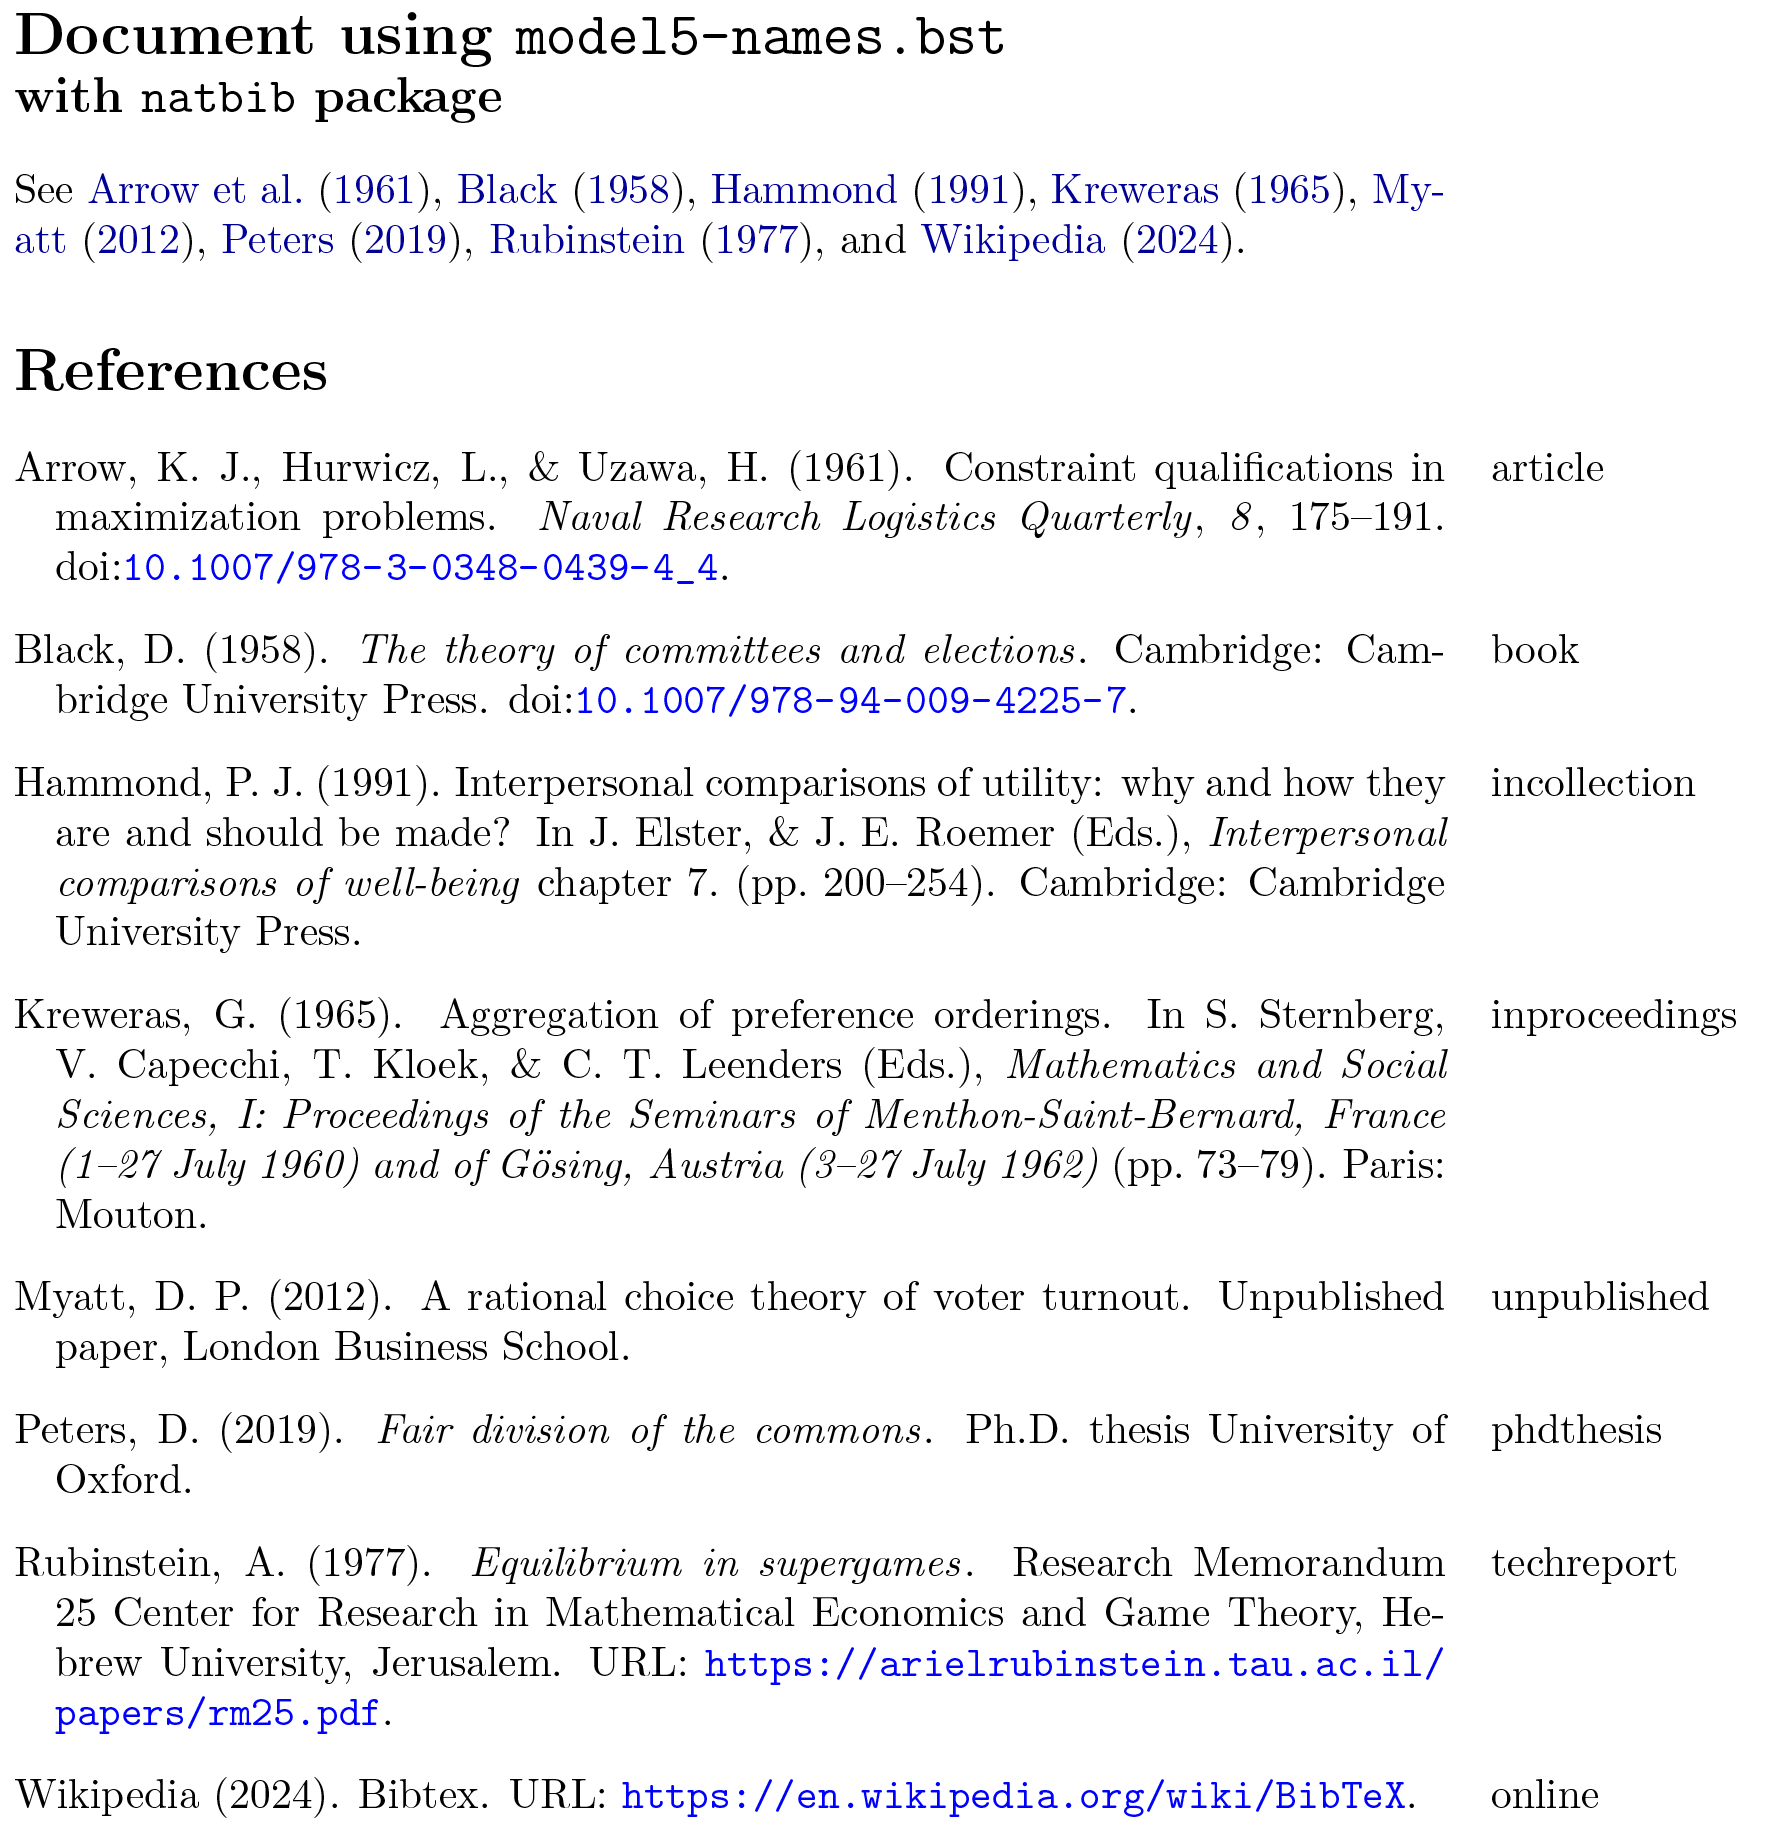 Document using model5-names.bst
with natbib package
See Arrow et al. (1961), Black (1958), Hammond (1991), Kreweras (1965), My-
att (2012), Peters (2019), Rubinstein (1977), and Wikipedia (2024).
References
Arrow, K. J., Hurwicz, L., & Uzawa, H. (1961). Constraint qualifications in article
maximization problems. Naval Research Logistics Quarterly, 8, 175–191.
doi:10.1007/978-3-0348-0439-4_4.
Black, D. (1958). The theory of committees and elections. Cambridge: Cam- book
bridge University Press. doi:10.1007/978-94-009-4225-7.
Hammond, P. J. (1991). Interpersonal comparisons of utility: why and how they incollection
are and should be made? In J. Elster, & J. E. Roemer (Eds.), Interpersonal
comparisons of well-being chapter 7. (pp. 200–254). Cambridge: Cambridge
University Press.
Kreweras, G. (1965). Aggregation of preference orderings. In S. Sternberg, inproceedings
V. Capecchi, T. Kloek, & C. T. Leenders (Eds.), Mathematics and Social
Sciences, I: Proceedings of the Seminars of Menthon-Saint-Bernard, France
(1–27 July 1960) and of Gösing, Austria (3–27 July 1962) (pp. 73–79). Paris:
Mouton.
Myatt, D. P. (2012). A rational choice theory of voter turnout. Unpublished unpublished
paper, London Business School.
Peters, D. (2019). Fair division of the commons. Ph.D. thesis University of phdthesis
Oxford.
Rubinstein, A. (1977). Equilibrium in supergames. Research Memorandum techreport
25 Center for Research in Mathematical Economics and Game Theory, He-
brew University, Jerusalem. URL: https://arielrubinstein.tau.ac.il/
papers/rm25.pdf.
Wikipedia (2024). Bibtex. URL: https://en.wikipedia.org/wiki/BibTeX. online